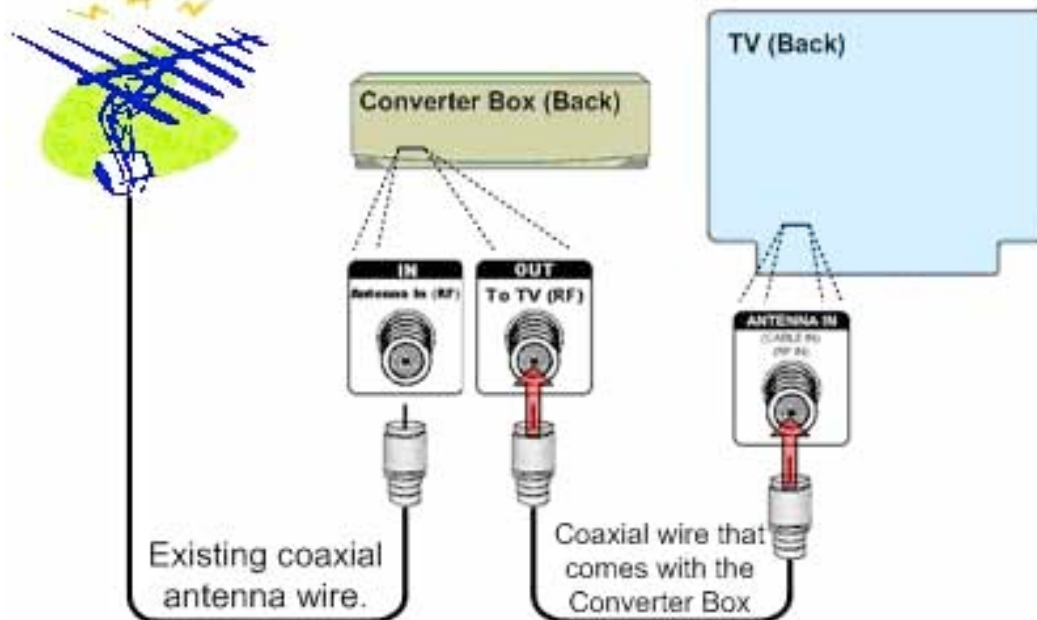 TV (Back)
Converter Box (Back)
IN
Antenna In (RF)
OUT
To TV (RF)
ANTENNA IN
(CABLE IN)
(RF IN)
Existing coaxial
antenna wire.
Coaxial wire that
comes with the
Converter Box